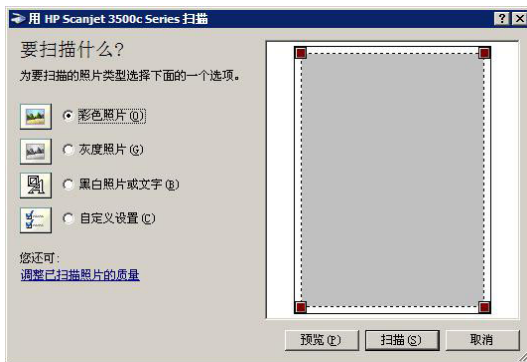 用 HP Scanjet 3500c Series 扫描
要扫描什么?
为要扫描的照片类型选择下面的一个选项。
彩色照片(O)
灰度照片(G)
黑白照片或文字(B)
自定义设置(C)
您还可:
调整已扫描照片的质量
预览(P)
扫描(S)
取消